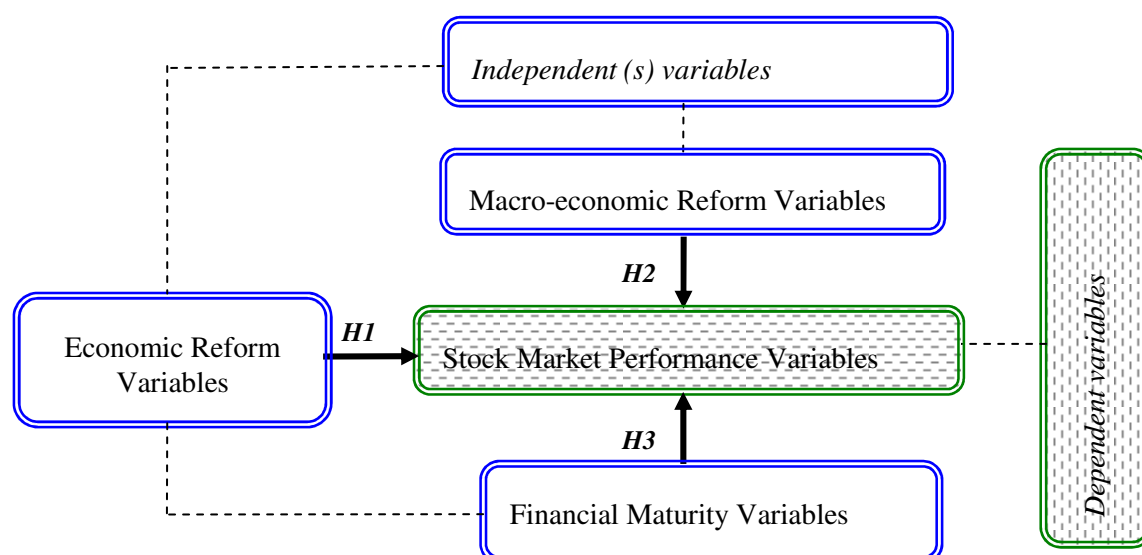 Independent (s) variables
Macro-economic Reform Variables
H2
H1
Economic Reform
Variables
Stock Market Performance Variables
H3
Financial Maturity Variables
Dependent variables